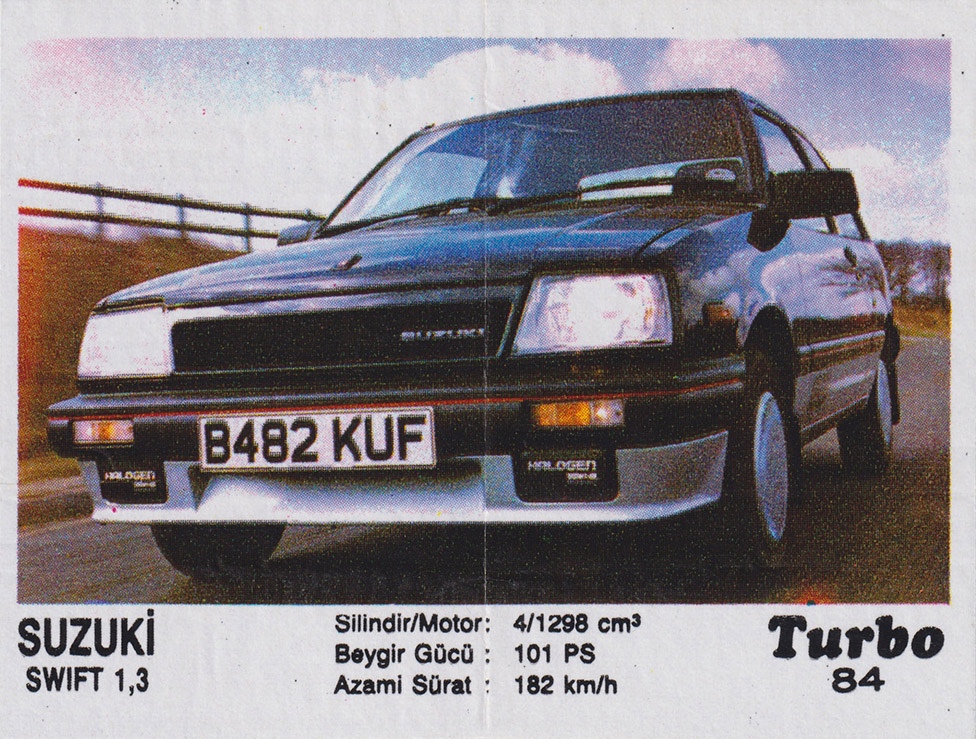 SUZUKI
B482 KUF
HALOGEN
HALOGEN
SUZUKİ
SWIFT 1,3
Silindir/Motor: 4/1298 cm³
Beygir Gücü : 101 PS
Azami Sürat : 182 km/h
Turbo
84